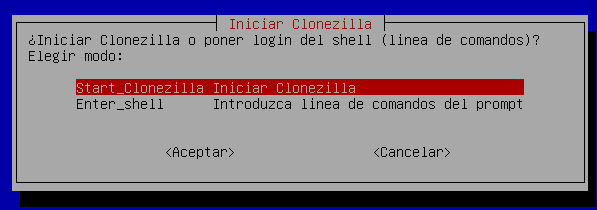 Iniciar Clonezilla
¿Iniciar Clonezilla o poner login del shell (linea de comandos)?
Elegir modo:
Start_Clonezilla Iniciar Clonezilla
Enter_shell Introduzca linea de comandos del prompt
<Aceptar> <Cancelar>